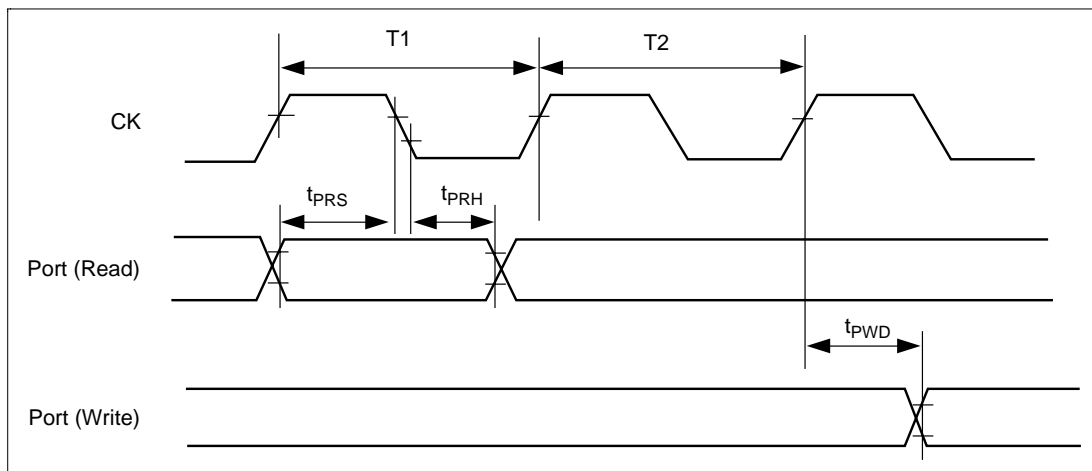 T1 T2
CK
tPRS tPRH
Port (Read)
tPWD
Port (Write)